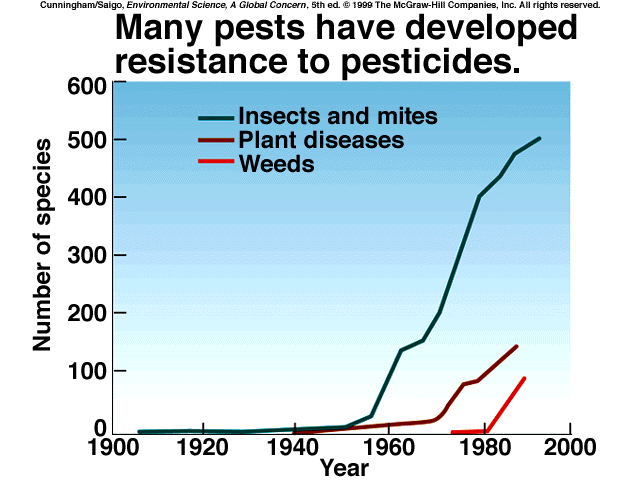 Cunningham/Saigo, Environmental Science, A Global Concern, 5th ed. © 1999 The McGraw-Hill Companies, Inc. All rights reserved.
Many pests have developed
resistance to pesticides.
600
500
400
300
200
100
0
Number of species
Insects and mites
Plant diseases
Weeds
1900 1920 1940 1960 1980 2000
Year